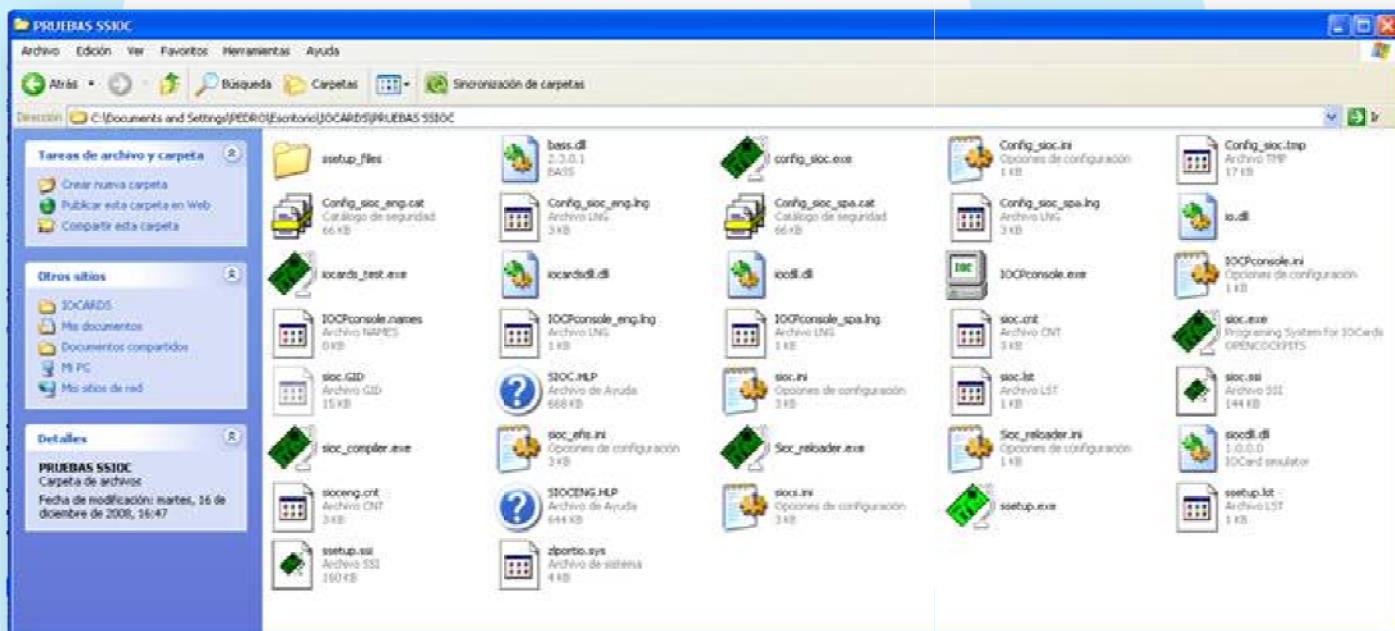 PRUEBAS SSIOC
Archivo Edición Ver Favoritos Herramientas Ayuda
Atrás Búsqueda Carpetas Sincronización de carpetas
Dirección C:\Documents and Settings\PEDRO\Escritorio\IOCARDS\PRUEBAS SSIOC Ir
Tareas de archivo y carpeta
Crear nueva carpeta
Publicar esta carpeta en Web
Compartir esta carpeta
Otros sitios
IOCARDS
Mis documentos
Documentos compartidos
Mi PC
Mis sitios de red
Detalles
PRUEBAS SSIOC
Carpeta de archivos
Fecha de modificación: martes, 16 de
diciembre de 2008, 16:47
ssetup_files
bass.dll
2.3.0.1
BASS
config_sioc.exe
Config_sioc.ini
Opciones de configuración
1 KB
Config_sioc.tmp
Archivo TMP
17 KB
Config_sioc_eng.cat
Catálogo de seguridad
66 KB
Config_sioc_eng.lng
Archivo LNG
3 KB
Config_sioc_spa.cat
Catálogo de seguridad
66 KB
Config_sioc_spa.lng
Archivo LNG
3 KB
io.dll
iocards_test.exe
iocardsdll.dll
iocdll.dll
IOC
IOCPconsole.exe
IOCPconsole.ini
Opciones de configuración
1 KB
IOCPconsole.names
Archivo NAMES
0 KB
IOCPconsole_eng.lng
Archivo LNG
1 KB
IOCPconsole_spa.lng
Archivo LNG
1 KB
sioc.cnt
Archivo CNT
3 KB
sioc.exe
Programing System for IOCards
OPENCOCKPITS
sioc.GID
Archivo GID
15 KB
SIOC.HLP
Archivo de Ayuda
668 KB
sioc.ini
Opciones de configuración
3 KB
sioc.lst
Archivo LST
1 KB
sioc.ssi
Archivo SSI
144 KB
sioc_compiler.exe
sioc_efis.ini
Opciones de configuración
3 KB
Sioc_reloader.exe
Sioc_reloader.ini
Opciones de configuración
1 KB
siocdll.dll
1.0.0.0
IOCard emulator
sioceng.cnt
Archivo CNT
3 KB
SIOCENG.HLP
Archivo de Ayuda
644 KB
siocs.ini
Opciones de configuración
3 KB
ssetup.exe
ssetup.lst
Archivo LST
1 KB
ssetup.ssi
Archivo SSI
160 KB
zlportio.sys
Archivo de sistema
4 KB